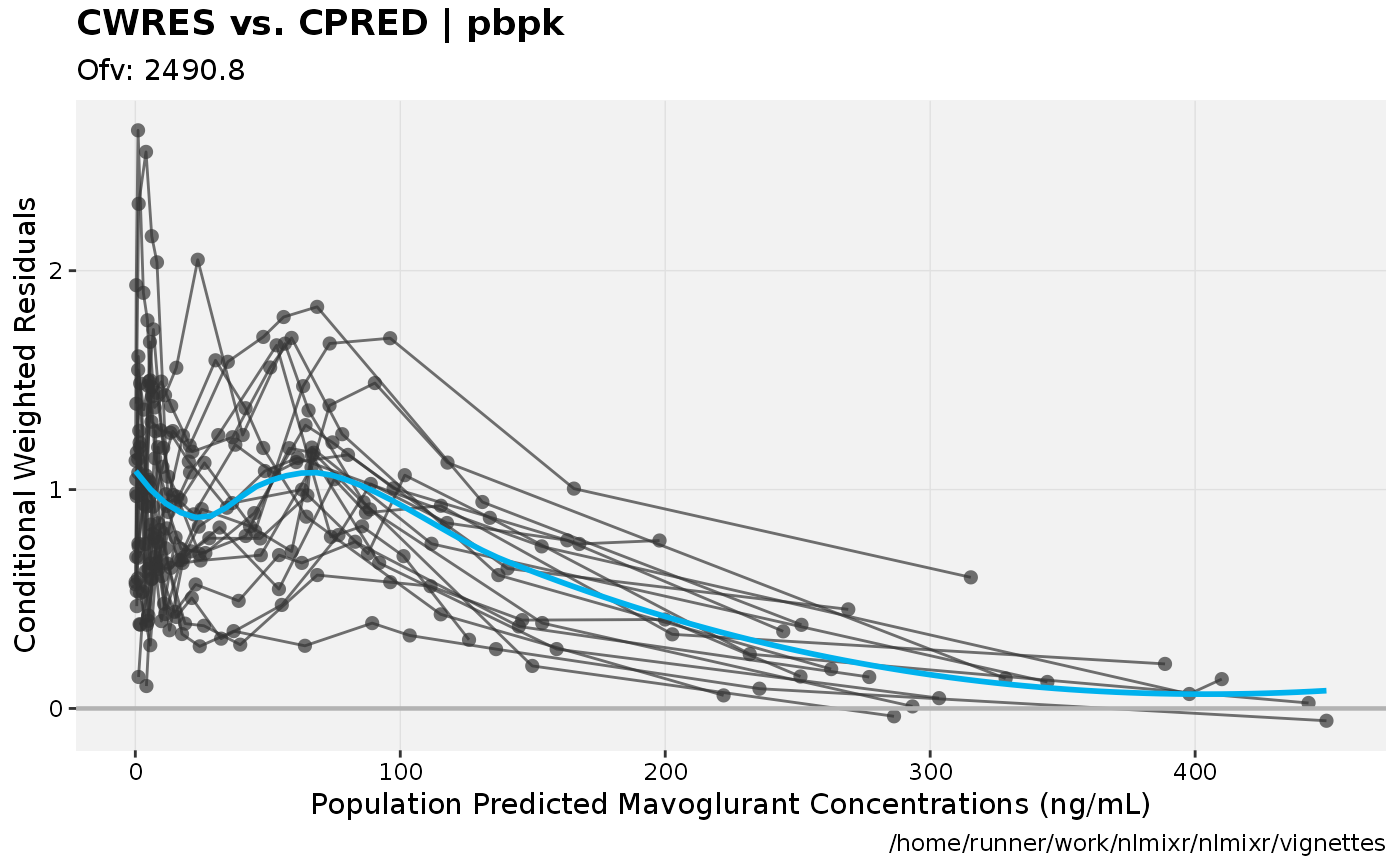 CWRES vs. CPRED | pbpk
Ofv: 2490.8
Conditional Weighted Residuals
2
1
0
0 100 200 300 400
Population Predicted Mavoglurant Concentrations (ng/mL)
/home/runner/work/nlmixr/nlmixr/vignettes